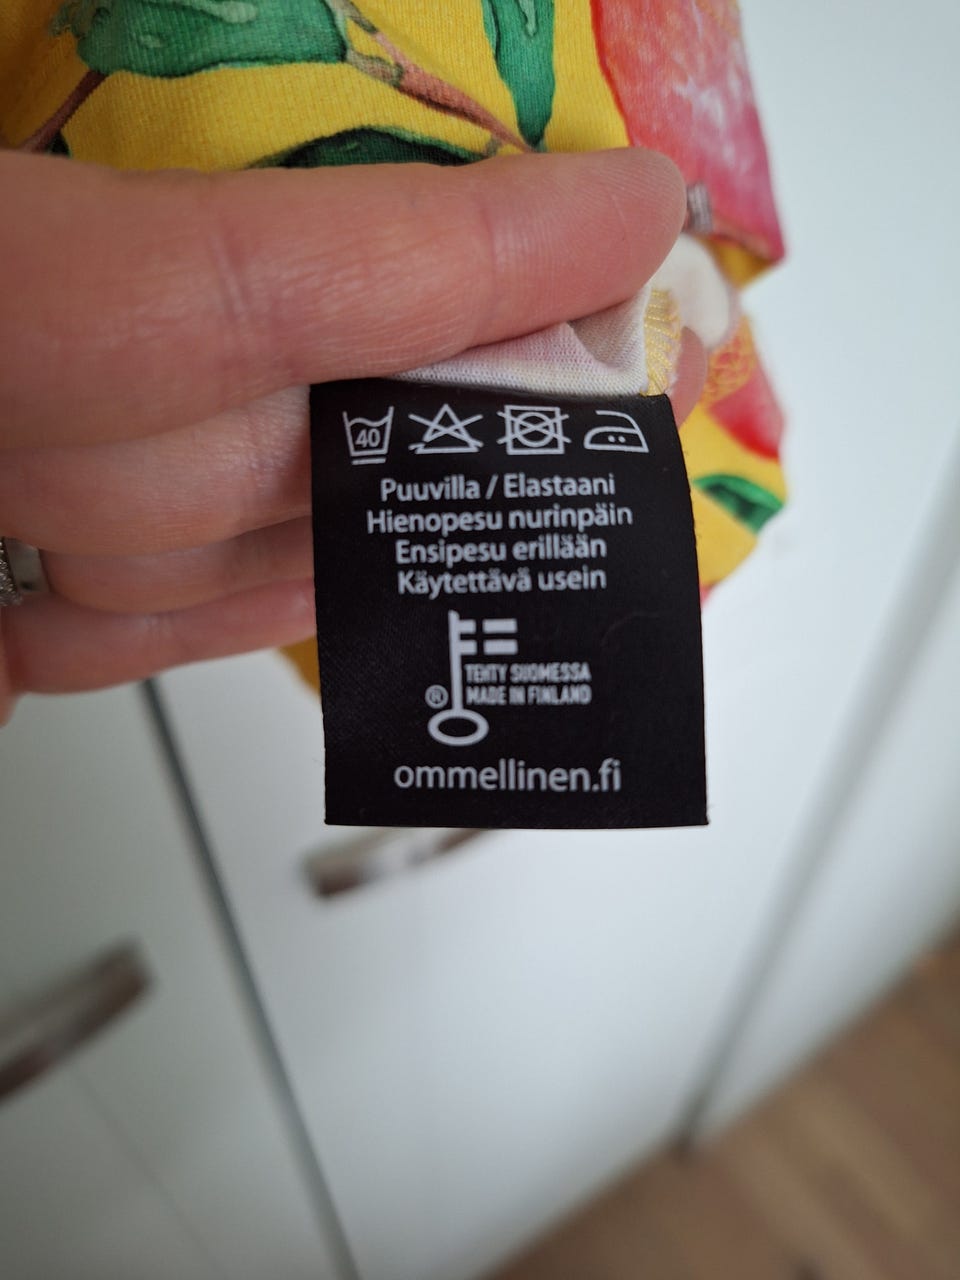 40
Puuvilla / Elastaani
Hienopesu nurinpäin
Ensipesu erillään
Käytettävä usein
TEHTY SUOMESSA
® MADE IN FINLAND
ommellinen.fi